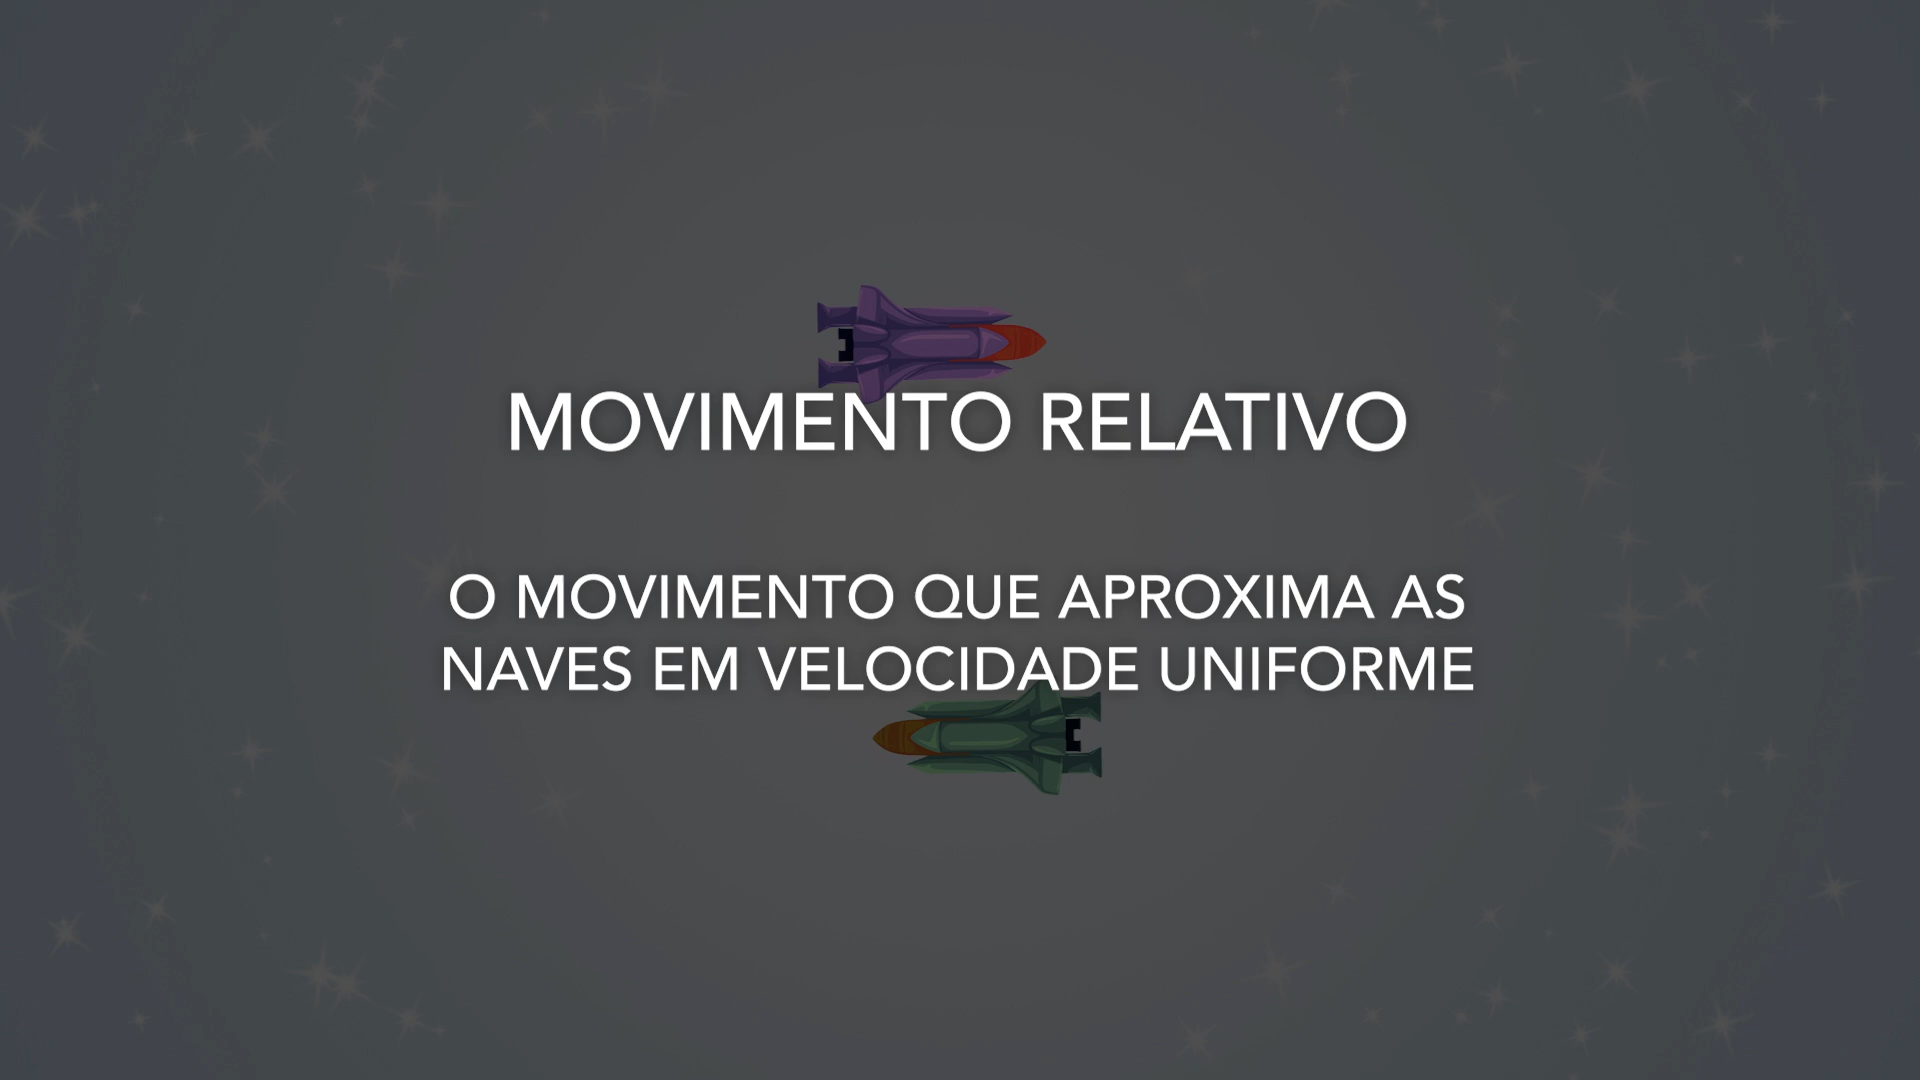 MOVIMENTO RELATIVO
O MOVIMENTO QUE APROXIMA AS
NAVES EM VELOCIDADE UNIFORME